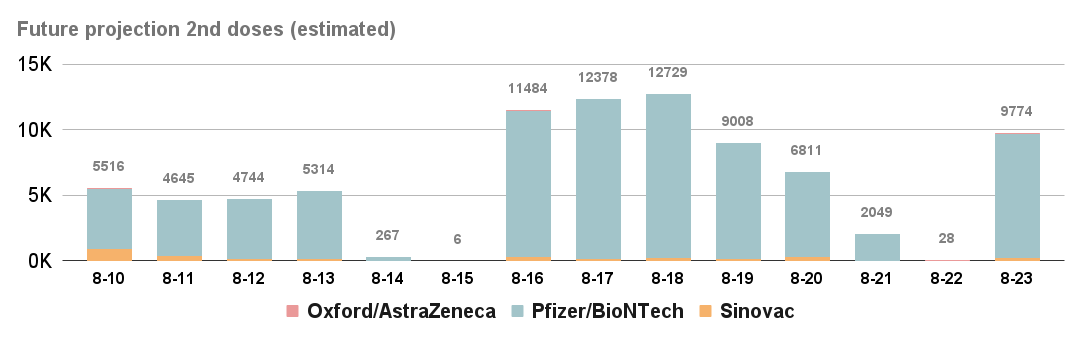 Future projection 2nd doses (estimated)
15K
10K
5K
0K
5516
4645
4744
5314
267
6
11484
12378
12729
9008
6811
2049
28
9774
8-10 8-11 8-12 8-13 8-14 8-15 8-16 8-17 8-18 8-19 8-20 8-21 8-22 8-23
Oxford/AstraZeneca Pfizer/BioNTech Sinovac